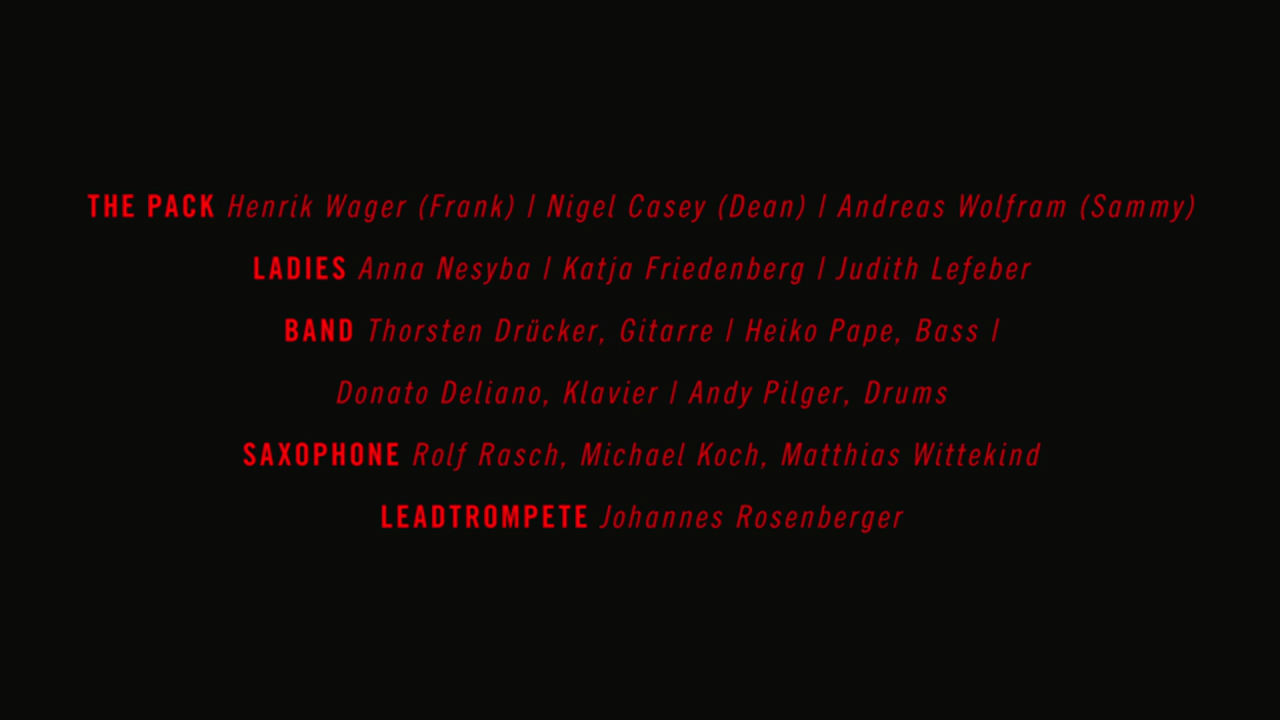 THE PACK Henrik Wager (Frank) | Nigel Casey (Dean) | Andreas Wolfram (Sammy)
LADIES Anna Nesyba | Katja Friedenberg | Judith Lefeber
BAND Thorsten Drücker, Gitarre | Heiko Pape, Bass |
Donato Deliano, Klavier | Andy Pilger, Drums
SAXOPHONE Rolf Rasch, Michael Koch, Matthias Wittekind
LEADTROMPETE Johannes Rosenberger